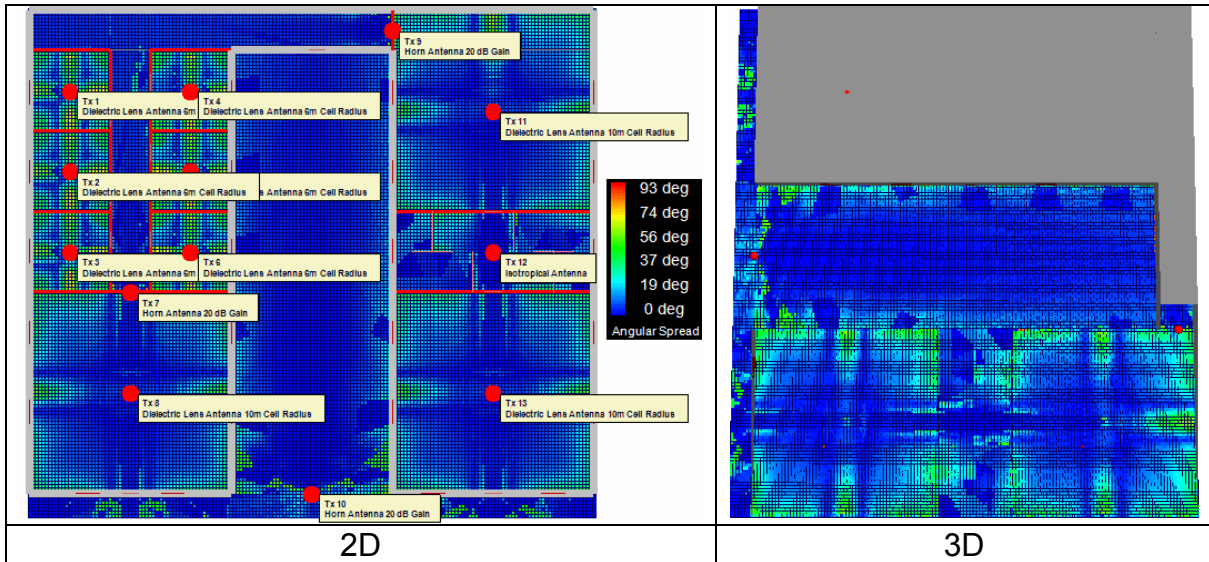 Tx 9
Horn Antenna 20 dB Gain
Tx 1
Dielectric Lens Antenna 6m
Tx 4
Dielectric Lens Antenna 6m Cell Radius
Tx 11
Dielectric Lens Antenna 10m Cell Radius
Tx 2
Dielectric Lens Antenna 6m Cell Radius
s Antenna 6m Cell Radius
93 deg
74 deg
56 deg
37 deg
19 deg
0 deg
Angular Spread
Tx 3
Dielectric Lens Antenna 6m
Tx 6
Dielectric Lens Antenna 6m Cell Radius
Tx 12
Isotropical Antenna
Tx 7
Horn Antenna 20 dB Gain
Tx 8
Dielectric Lens Antenna 10m Cell Radius
Tx 13
Dielectric Lens Antenna 10m Cell Radius
Tx 10
Horn Antenna 20 dB Gain
2D
3D